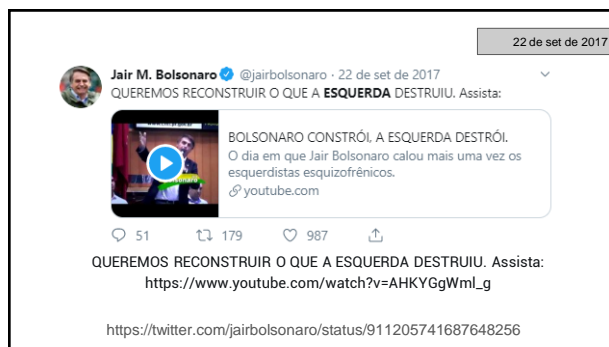 22 de set de 2017
Jair M. Bolsonaro @jairbolsonaro · 22 de set de 2017
QUEREMOS RECONSTRUIR O QUE A ESQUERDA DESTRUIU. Assista:
BOLSONARO CONSTRÓI, A ESQUERDA DESTRÓI.
O dia em que Jair Bolsonaro calou mais uma vez os
esquerdistas esquizofrênicos.
youtube.com
51 179 987
QUEREMOS RECONSTRUIR O QUE A ESQUERDA DESTRUIU. Assista:
https://www.youtube.com/watch?v=AHKYGgWml_g
https://twitter.com/jairbolsonaro/status/911205741687648256